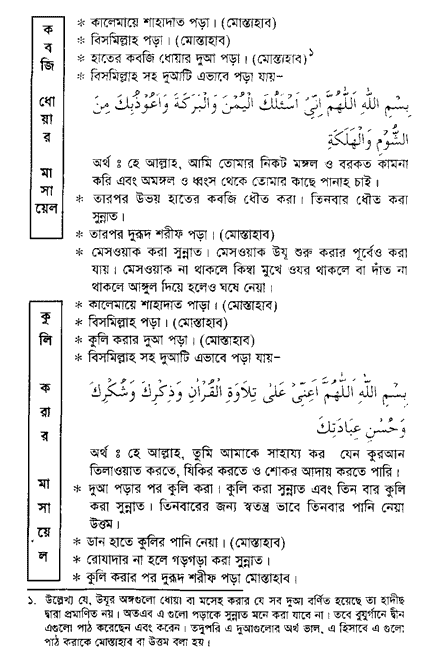 ক
ব
জি
ধো
য়া
র
মা
সা
য়েল
* কালেমায়ে শাহাদাত পড়া। (মোস্তাহাব)
* বিসমিল্লাহ পড়া। (মোস্তাহাব)
* হাতের কবজি ধোয়ার দুআ পড়া। (মোস্তাহাব)১
* বিসমিল্লাহ সহ দুআটি এভাবে পড়া যায়–
بِسْمِ اللهِ اَللّٰهُمَّ اِنِّىْ اَسْئَلُكَ الْيُمْنَ وَالْبَرَكَةَ وَاَعُوْذُبِكَ مِنَ
الشُّوْمِ وَالْهَلَكَةِ
অর্থ ঃ হে আল্লাহ, আমি তোমার নিকট মঙ্গল ও বরকত কামনা
করি এবং অমঙ্গল ও ধ্বংস থেকে তোমার কাছে পানাহ চাই।
* তারপর উভয় হাতের কবজি ধৌত করা। তিনবার ধৌত করা
সুন্নাত।
* তারপর দুরূদ শরীফ পড়া। (মোস্তাহাব)
* মেসওয়াক করা সুন্নাত। মেসওয়াক উযূ শুরু করার পূর্বেও করা
যায়। মেসওয়াক না থাকলে কিম্বা মুখে ওযর থাকলে বা দাঁত না
থাকলে আঙ্গুল দিয়ে হলেও ঘষে নেয়া।
কু
লি
ক
রা
র
মা
সা
য়ে
ল
* কালেমায়ে শাহাদাত পাড়া। (মোস্তাহাব)
* বিসমিল্লাহ পড়া। (মোস্তাহাব)
* কুলি করার দুআ পড়া। (মোস্তাহাব)
* বিসমিল্লাহ সহ দুআটি এভাবে পড়া যায়–
بِسْمِ اللهِ اَللّٰهُمَّ اَعِنِّىْ عَلٰى تِلَاوَةِ الْقُرْاٰنِ وَذِكْرِكَ وَشُكْرِكَ
وَحُسْنِ عِبَادَتِكَ
অর্থ ঃ হে আল্লাহ, তুমি আমাকে সাহায্য কর যেন কুরআন
তিলাওয়াত করতে, যিকির করতে ও শোকর আদায় করতে পারি।
* দুআ পড়ার পর কুলি করা। কুলি করা সুন্নাত এবং তিন বার কুলি
করা সুন্নাত। তিনবারের জন্য স্বতন্ত্র ভাবে তিনবার পানি নেয়া
উত্তম।
* ডান হাতে কুলির পানি নেয়া। (মোস্তাহাব)
* রোযাদার না হলে গড়গড়া করা সুন্নাত।
* কুলি করার পর দুরূদ শরীফ পড়া মোস্তাহাব।
১. উল্লেখ্য যে, উযূর অঙ্গগুলো ধোয়া বা মসেহ করার যে সব দুআ বর্ণিত হয়েছে তা হাদীছ
দ্বারা প্রমাণিত নয়। অতএব এ গুলো পড়াকে সুন্নাত মনে করা যাবে না। তবে বুযুর্গানে দ্বীন
এগুলো পাঠ করেছেন এবং করেন। তদুপরি এ দুআগুলোর অর্থ ভাল, এ হিসাবে এ গুলো
পাঠ করাকে মোস্তাহাব বা উত্তম বলা হয়।